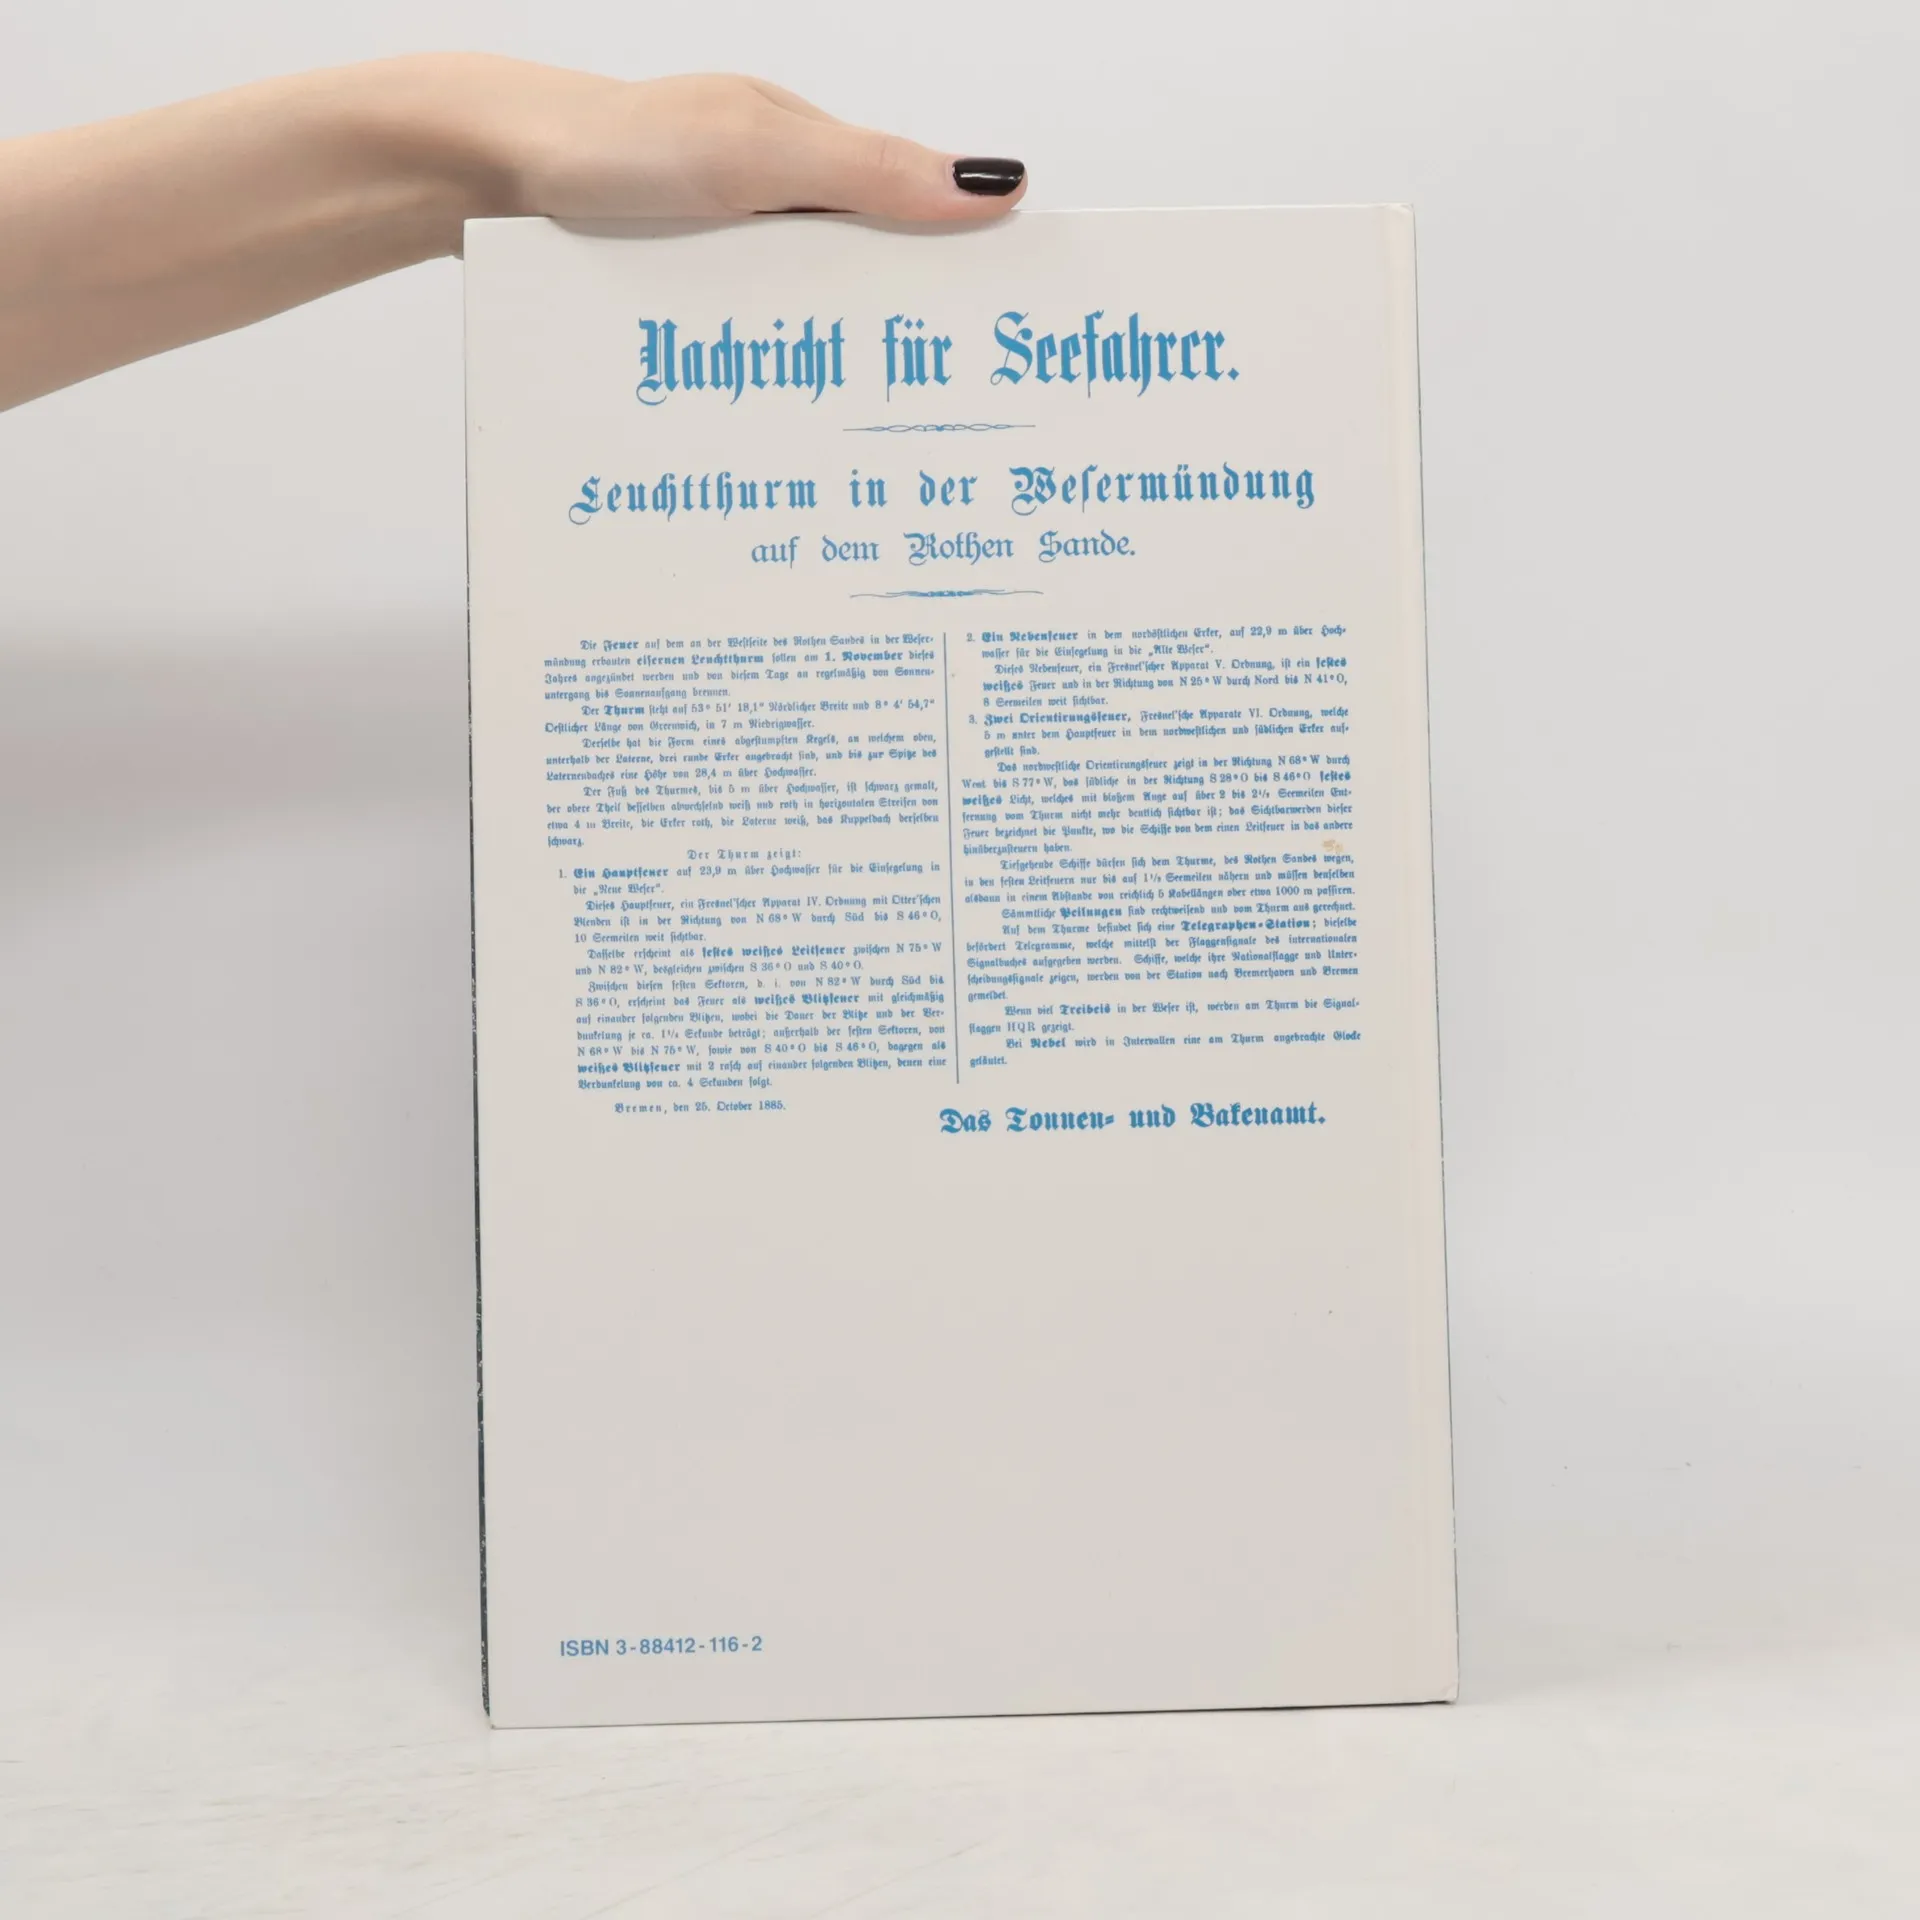 Nachricht für Seefahrer.
Leuchtthurm in der Wesermündung
auf dem Rothen Sande.
Die Feuer auf dem an der Westseite des Rothen Sandes in der Weser-
mündung erbauten eisernen Leuchtthurm sollen am 1. November dieses
Jahres angezündet werden und von diesem Tage an regelmäßig von Sonnen-
untergang bis Sonnenaufgang brennen.
Der Thurm steht auf 53° 51' 18,1" Nördlicher Breite und 8° 4' 54,7"
Oestlicher Länge von Greenwich, in 7 m Niedrigwasser.
Derselbe hat die Form eines abgestumpften Kegels, an welchem oben,
unterhalb der Laterne, drei runde Erker angebracht sind, und bis zur Spitze des
Laternendaches eine Höhe von 28,4 m über Hochwasser.
Der Fuß des Thurmes, bis 5 m über Hochwasser, ist schwarz gemalt,
der obere Theil desselben abwechselnd weiß und roth in horizontalen Streifen von
etwa 4 m Breite, die Erker roth, die Laterne weiß, das Kuppeldach derselben
schwarz.
Der Thurm zeigt:
1. Ein Hauptfeuer auf 23,9 m über Hochwasser für die Einsegelung in
die „Neue Weser“.
Dieses Hauptfeuer, ein Fresnel'scher Apparat IV. Ordnung mit Otter'schen
Blenden ist in der Richtung von N 68° W durch Süd bis S 46° O,
10 Seemeilen weit sichtbar.
Dasselbe erscheint als festes weißes Leitfeuer zwischen N 75° W
und N 82° W, desgleichen zwischen S 36° O und S 40° O.
Zwischen diesen festen Sektoren, d. i. von N 82° W durch Süd bis
S 36° O, erscheint das Feuer als weißes Blitzfeuer mit gleichmäßig
auf einander folgenden Blitzen, wobei die Dauer der Blitze und der Ver-
dunkelung je ca. 1¼ Sekunde beträgt; außerhalb der festen Sektoren, von
N 68° W bis N 75° W, sowie von S 40° O bis S 46° O, dagegen als
weißes Blitzfeuer mit 2 rasch auf einander folgenden Blitzen, denen eine
Verdunkelung von ca. 4 Sekunden folgt.
2. Ein Nebenfeuer in dem nordöstlichen Erker, auf 22,9 m über Hoch-
wasser für die Einsegelung in die „Alte Weser“.
Dieses Nebenfeuer, ein Fresnel'scher Apparat V. Ordnung, ist ein festes
weißes Feuer und in der Richtung von N 25° W durch Nord bis N 41° O,
8 Seemeilen weit sichtbar.
3. Zwei Orientirungsfeuer, Fresnel'sche Apparate VI. Ordnung, welche
5 m unter dem Hauptfeuer in dem nordwestlichen und südlichen Erker auf-
gestellt sind.
Das nordwestliche Orientirungsfeuer zeigt in der Richtung N 68° W durch
West bis S 77° W, das südliche in der Richtung S 28° O bis S 46° O festes
weißes Licht, welches mit bloßem Auge auf über 2 bis 2½ Seemeilen Ent-
fernung vom Thurm nicht mehr deutlich sichtbar ist; das Sichtbarwerden dieser
Feuer bezeichnet die Punkte, wo die Schiffe von dem einen Leitfeuer in das andere
hinüberzusteuern haben.
Tiefgehende Schiffe dürfen sich dem Thurme, des Rothen Sandes wegen,
in den festen Leitfeuern nur bis auf 1½ Seemeilen nähern und müssen denselben
alsdann in einem Abstande von reichlich 5 Kabellängen oder etwa 1000 m passiren.
Sämmtliche Peilungen sind rechtweisend und vom Thurm aus gerechnet.
Auf dem Thurme befindet sich eine Telegraphen-Station; dieselbe
befördert Telegramme, welche mittelst der Flaggensignale des internationalen
Signalbuches aufgegeben werden. Schiffe, welche ihre Nationalflagge und Unter-
scheidungssignale zeigen, werden von der Station nach Bremerhaven und Bremen
gemeldet.
Wenn viel Treibeis in der Weser ist, werden am Thurm die Signal-
flaggen HQR gezeigt.
Bei Nebel wird in Intervallen eine am Thurm angebrachte Glocke
geläutet.
Bremen, den 25. October 1885.
Das Tonnen- und Bakenamt.
ISBN 3-88412-116-2